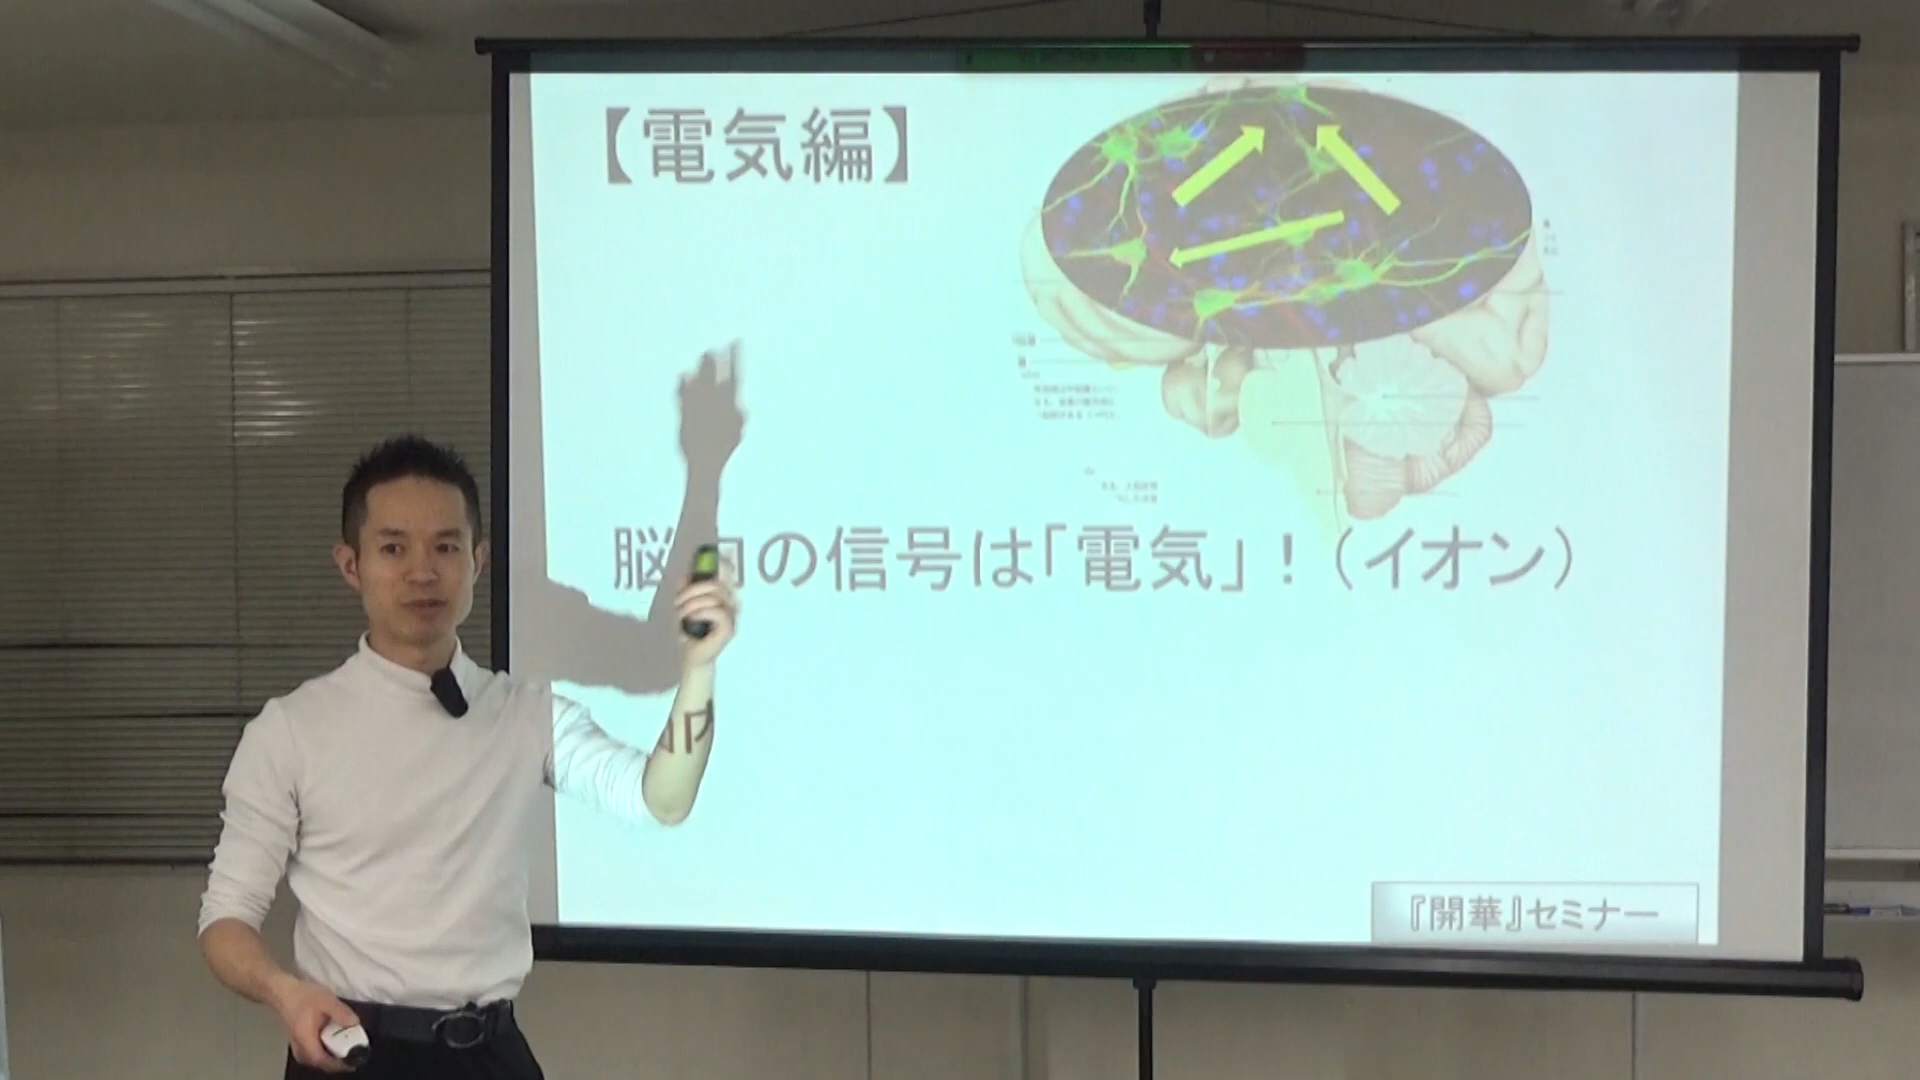 【電気編】
脳内の信号は「電気」！（イオン）
『開華』セミナー